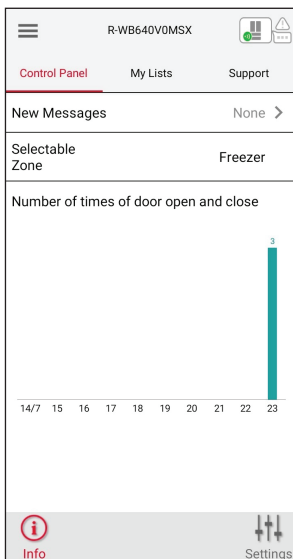 R-WB640V0MSX
Control Panel My Lists Support
New Messages None
Selectable
Zone
Freezer
Number of times of door open and close
3
14/7 15 16 17 18 19 20 21 22 23
Info Settings